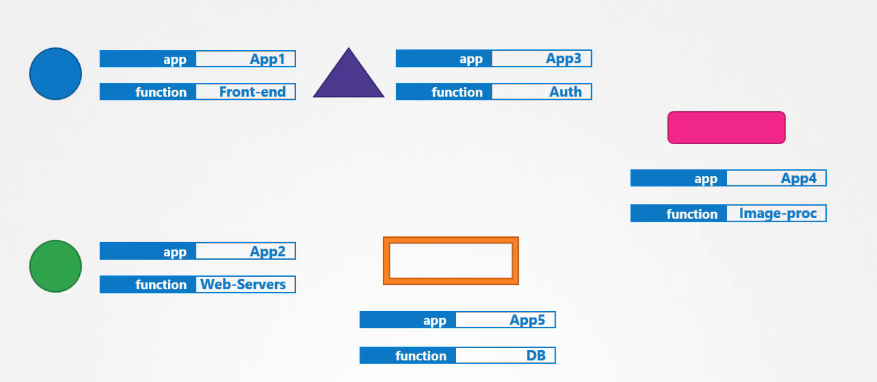 app App1
function Front-end
app App3
function Auth
app App4
function Image-proc
app App2
function Web-Servers
app App5
function DB